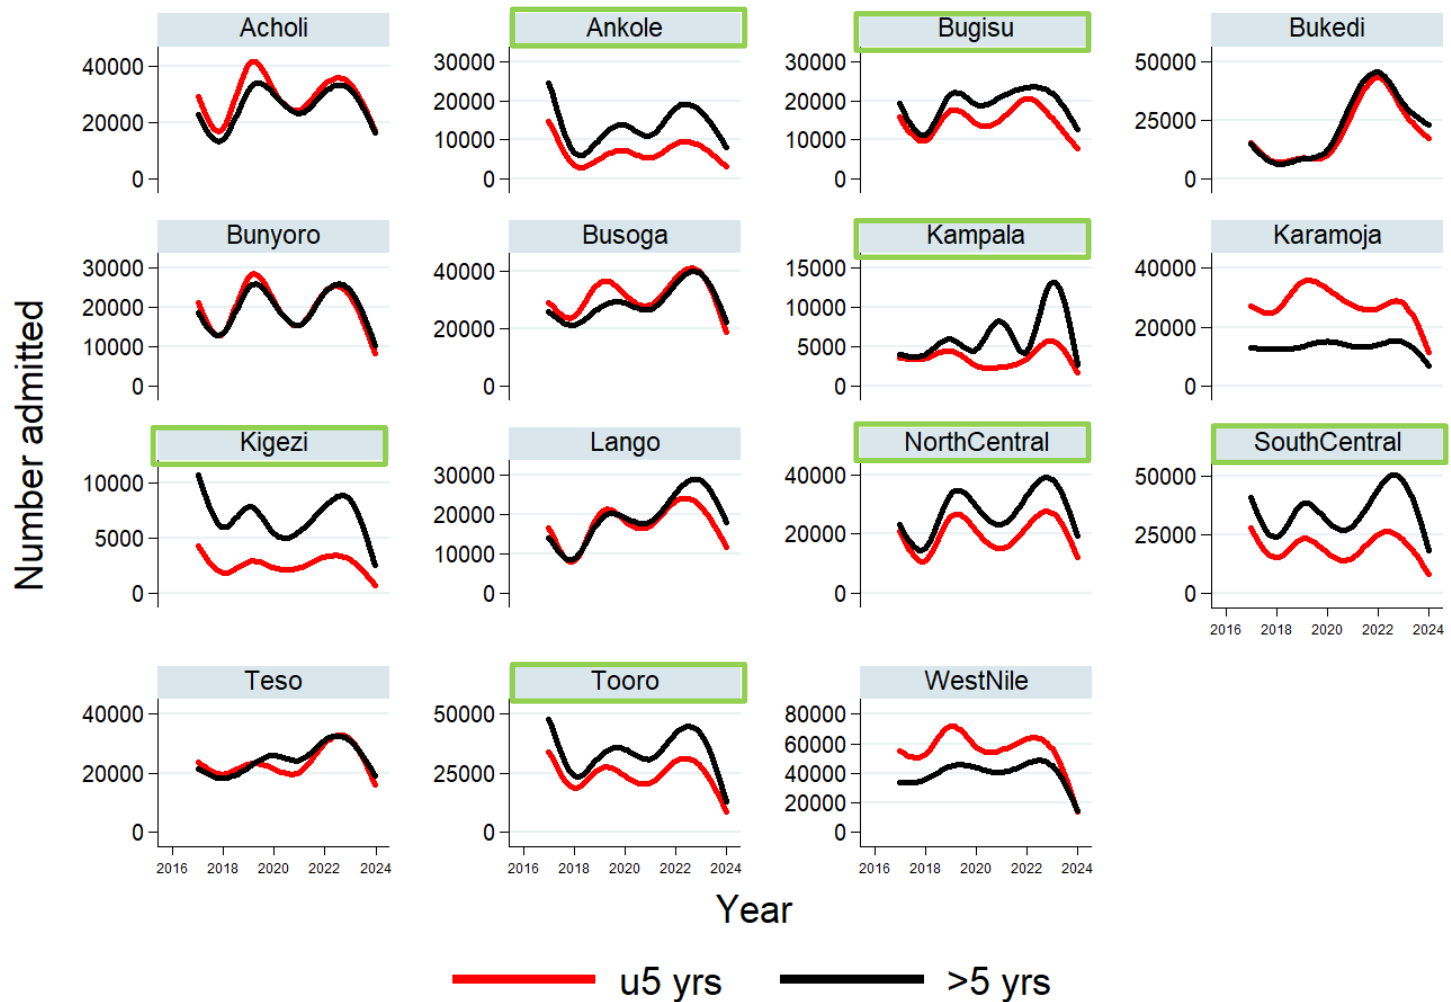 Acholi
Ankole
Bugisu
Bukedi
40000
20000
0
30000
20000
10000
0
30000
20000
10000
0
50000
25000
0
Bunyoro
Busoga
Kampala
Karamoja
30000
20000
10000
0
40000
20000
0
15000
10000
5000
0
40000
20000
0
Kigezi
Lango
NorthCentral
SouthCentral
10000
5000
0
30000
20000
10000
0
40000
20000
0
50000
25000
0
2016 2018 2020 2022 2024
Teso
Tooro
WestNile
40000
20000
0
50000
25000
0
80000
60000
40000
20000
0
2016 2018 2020 2022 2024
2016 2018 2020 2022 2024
2016 2018 2020 2022 2024
Number admitted
Year
u5 yrs >5 yrs